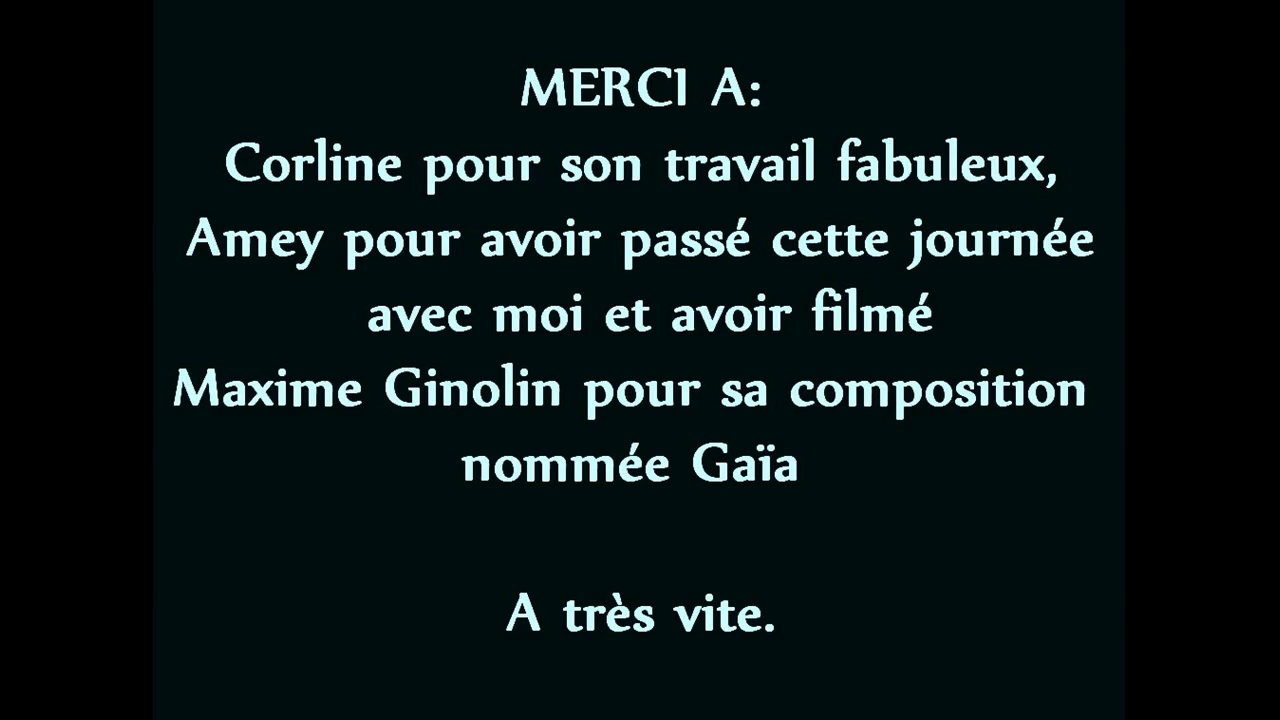 MERCI A:
Corline pour son travail fabuleux,
Amey pour avoir passé cette journée
avec moi et avoir filmé
Maxime Ginolin pour sa composition
nommée Gaïa
A très vite.